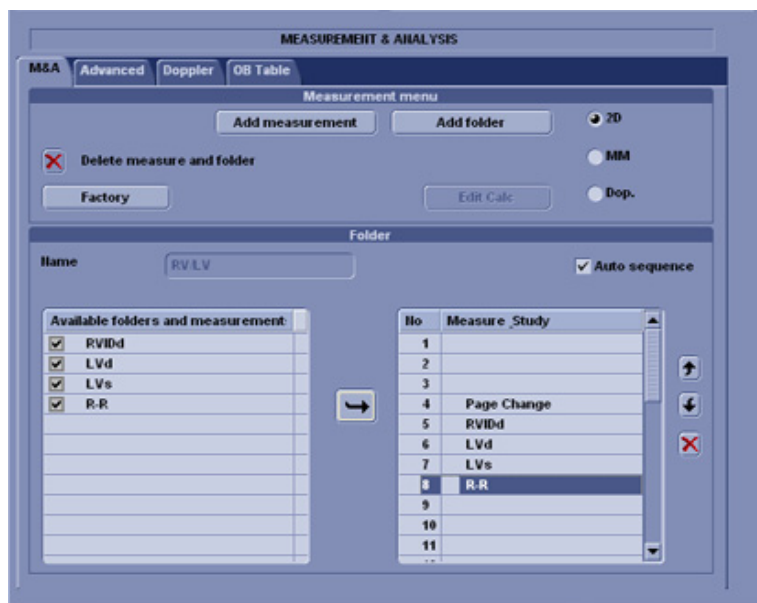 MEASUREMENT & ANALYSIS
M&A Advanced Doppler OB Table
Measurement menu
Add measurement Add folder 2D
Delete measure and folder MM
Factory Edit Calc Dop.
Folder
Name RV/LV Auto sequence
Available folders and measurement No Measure_Study
RVIDd 1
LVd 2
LVs 3
R-R 4 Page Change
5 RVIDd
6 LVd
7 LVs
8 R-R
9
10
11